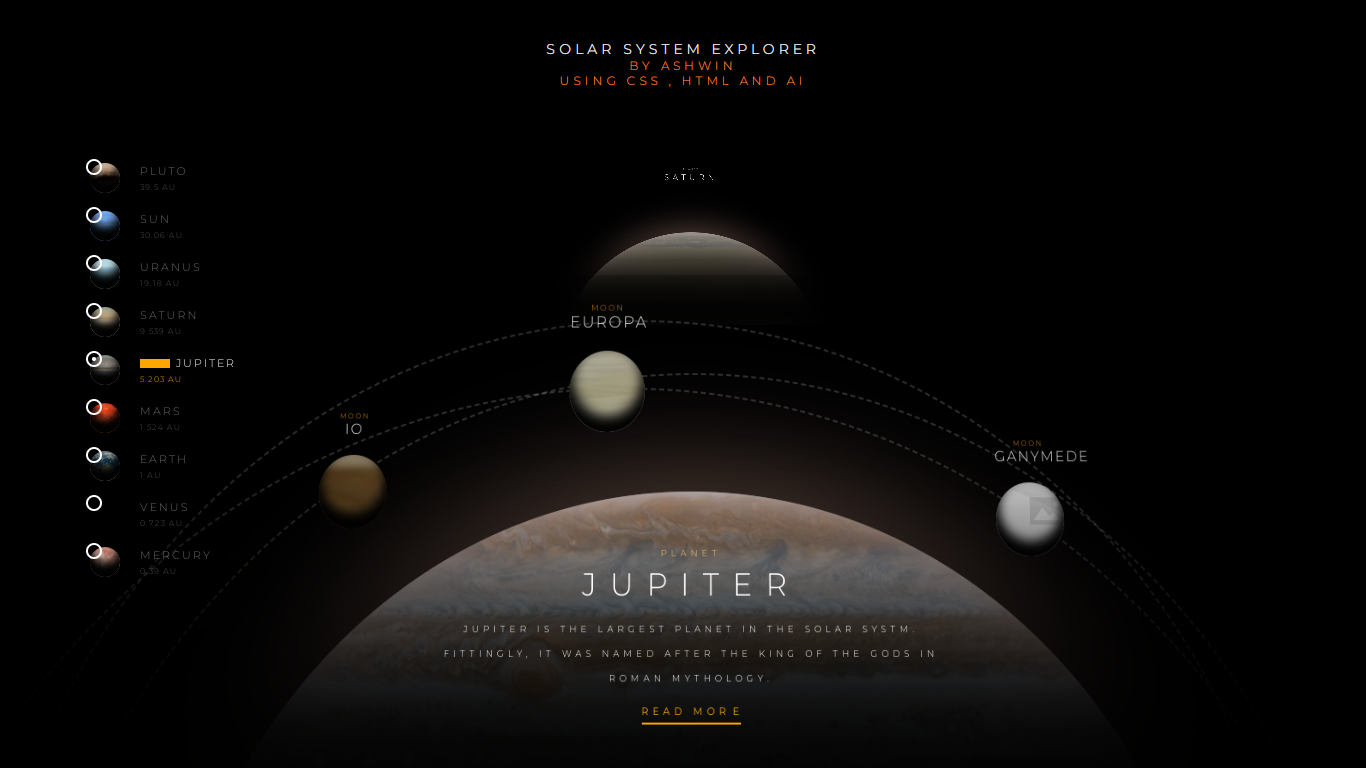 SOLAR SYSTEM EXPLORER
BY ASHWIN
USING CSS , HTML AND AI
PLUTO
39.5 AU
SUN
30.06 AU
URANUS
19.18 AU
SATURN
9.539 AU
JUPITER
5.203 AU
MARS
1.524 AU
EARTH
1 AU
VENUS
0.723 AU
MERCURY
0.39 AU
SATURN
MOON
EUROPA
MOON
IO
MOON
GANYMEDE
PLANET
JUPITER
JUPITER IS THE LARGEST PLANET IN THE SOLAR SYSTM.
FITTINGLY, IT WAS NAMED AFTER THE KING OF THE GODS IN
ROMAN MYTHOLOGY.
READ MORE